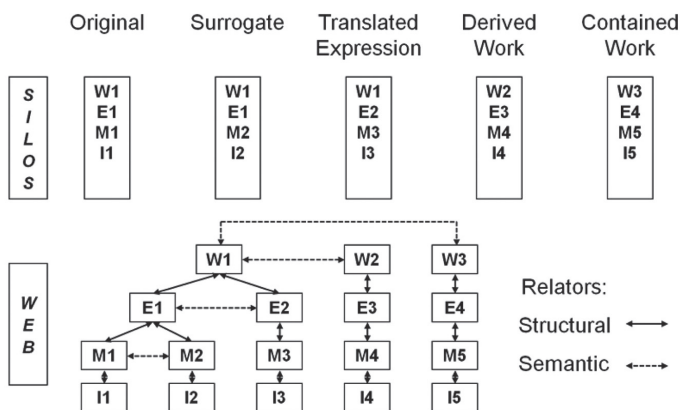 Original Surrogate Translated Expression Derived Work Contained Work
SILOS
W1 W1 W1 W2 W3
E1 E1 E2 E3 E4
M1 M2 M3 M4 M5
I1 I2 I3 I4 I5
WEB
W1 W2 W3
E1 E2 E3 E4
M1 M2 M3 M4 M5
I1 I2 I3 I4 I5
Relators:
Structural
Semantic